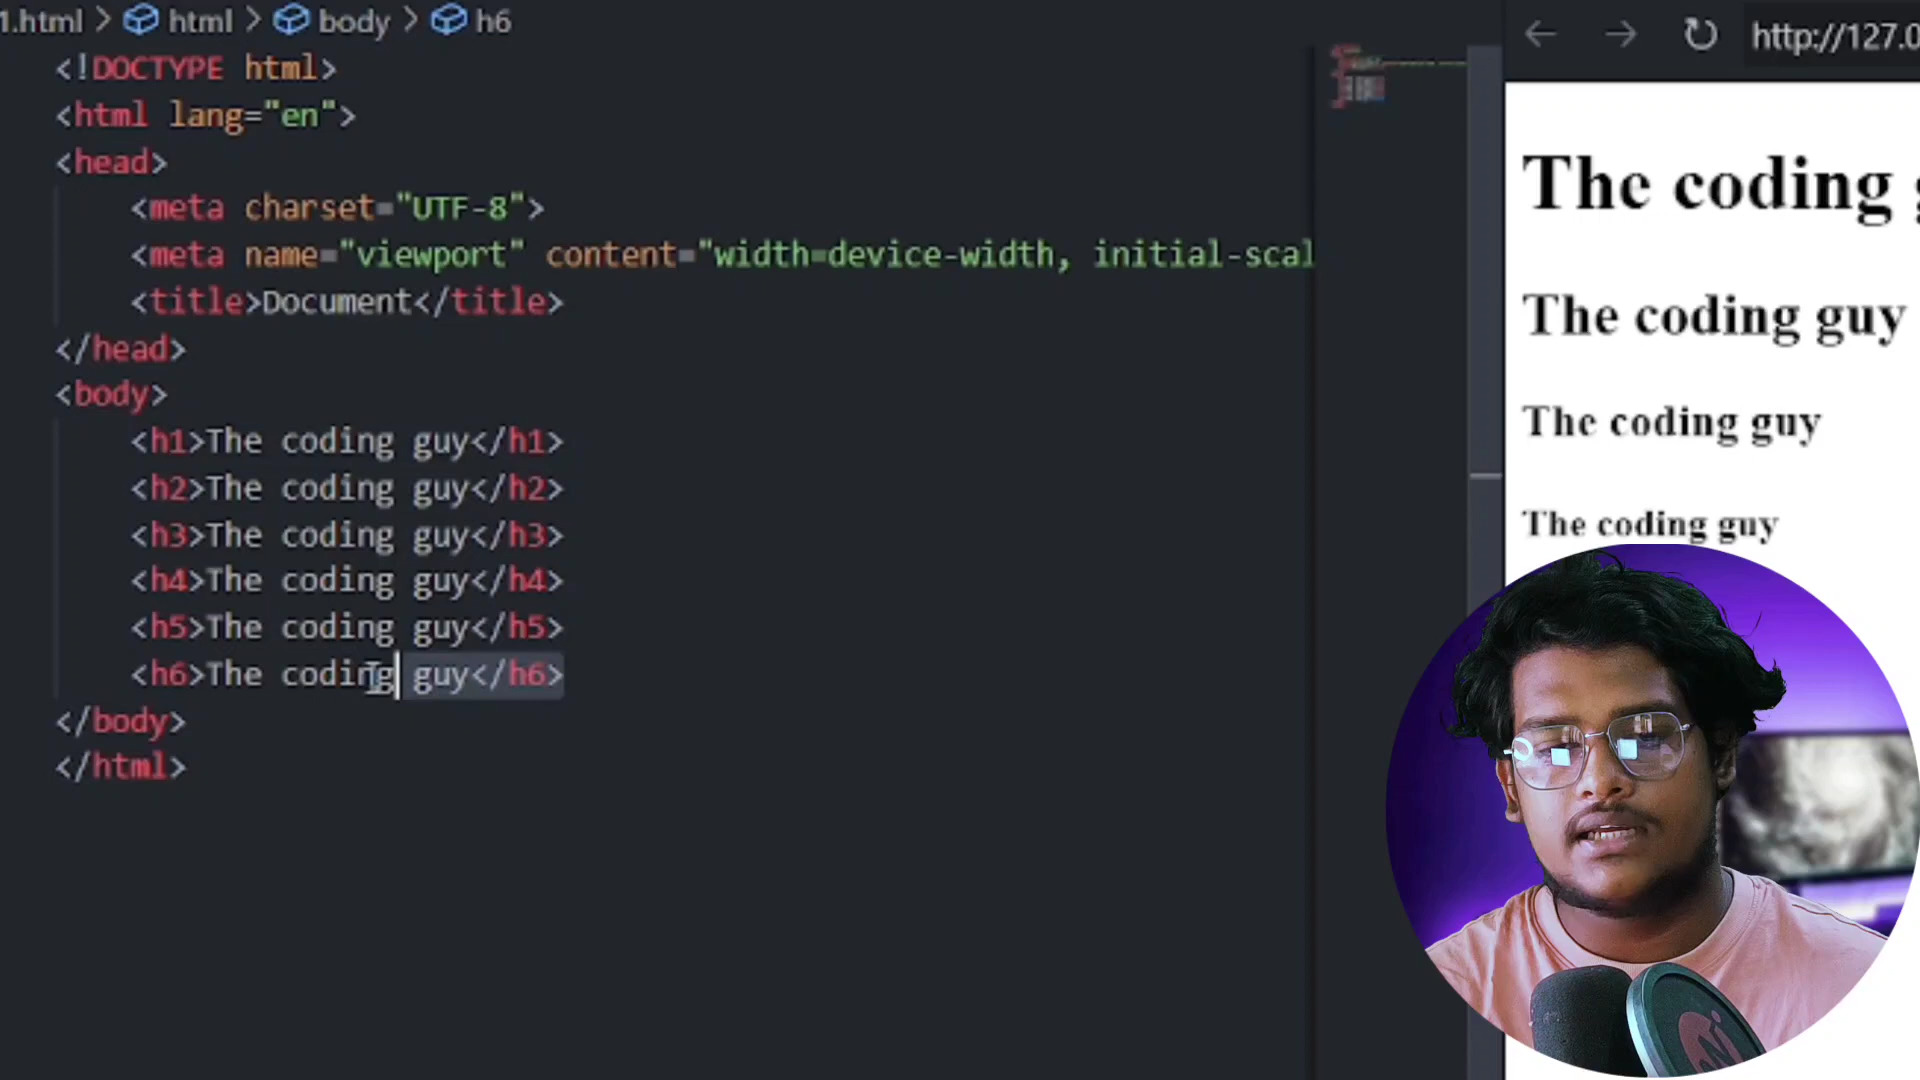 1.html > html > body > h6
<!DOCTYPE html>
<html lang="en">
<head>
<meta charset="UTF-8">
<meta name="viewport" content="width=device-width, initial-scal
<title>Document</title>
</head>
<body>
<h1>The coding guy</h1>
<h2>The coding guy</h2>
<h3>The coding guy</h3>
<h4>The coding guy</h4>
<h5>The coding guy</h5>
<h6>The coding guy</h6>
</body>
</html>
http://127.0
The coding g
The coding guy
The coding guy
The coding guy